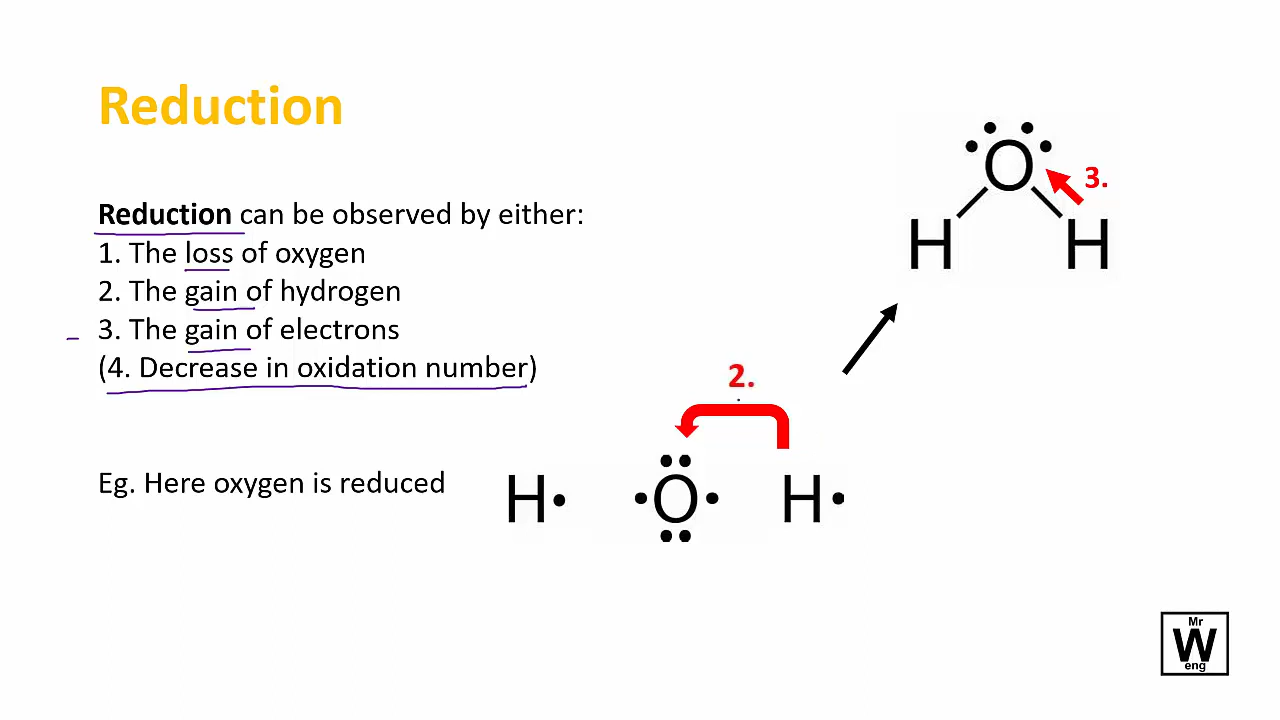 Reduction
Reduction can be observed by either:
1. The loss of oxygen
2. The gain of hydrogen
3. The gain of electrons
(4. Decrease in oxidation number)
Eg. Here oxygen is reduced
O
3.
H H
2.
H O H
Mr
W
eng